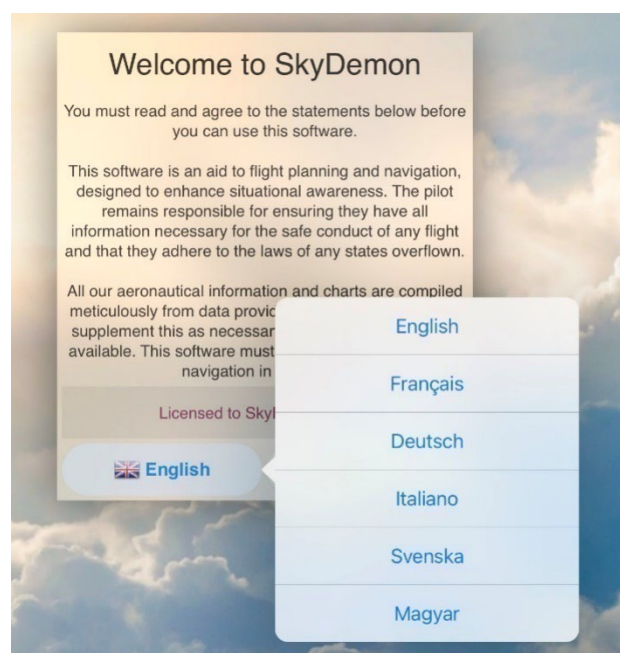 Welcome to SkyDemon
You must read and agree to the statements below before
you can use this software.
This software is an aid to flight planning and navigation,
designed to enhance situational awareness. The pilot
remains responsible for ensuring they have all
information necessary for the safe conduct of any flight
and that they adhere to the laws of any states overflown.
All our aeronautical information and charts are compiled
meticulously from data
supplement this as
available. This software must
navigation in
Licensed to
English
English
Français
Deutsch
Italiano
Svenska
Magyar